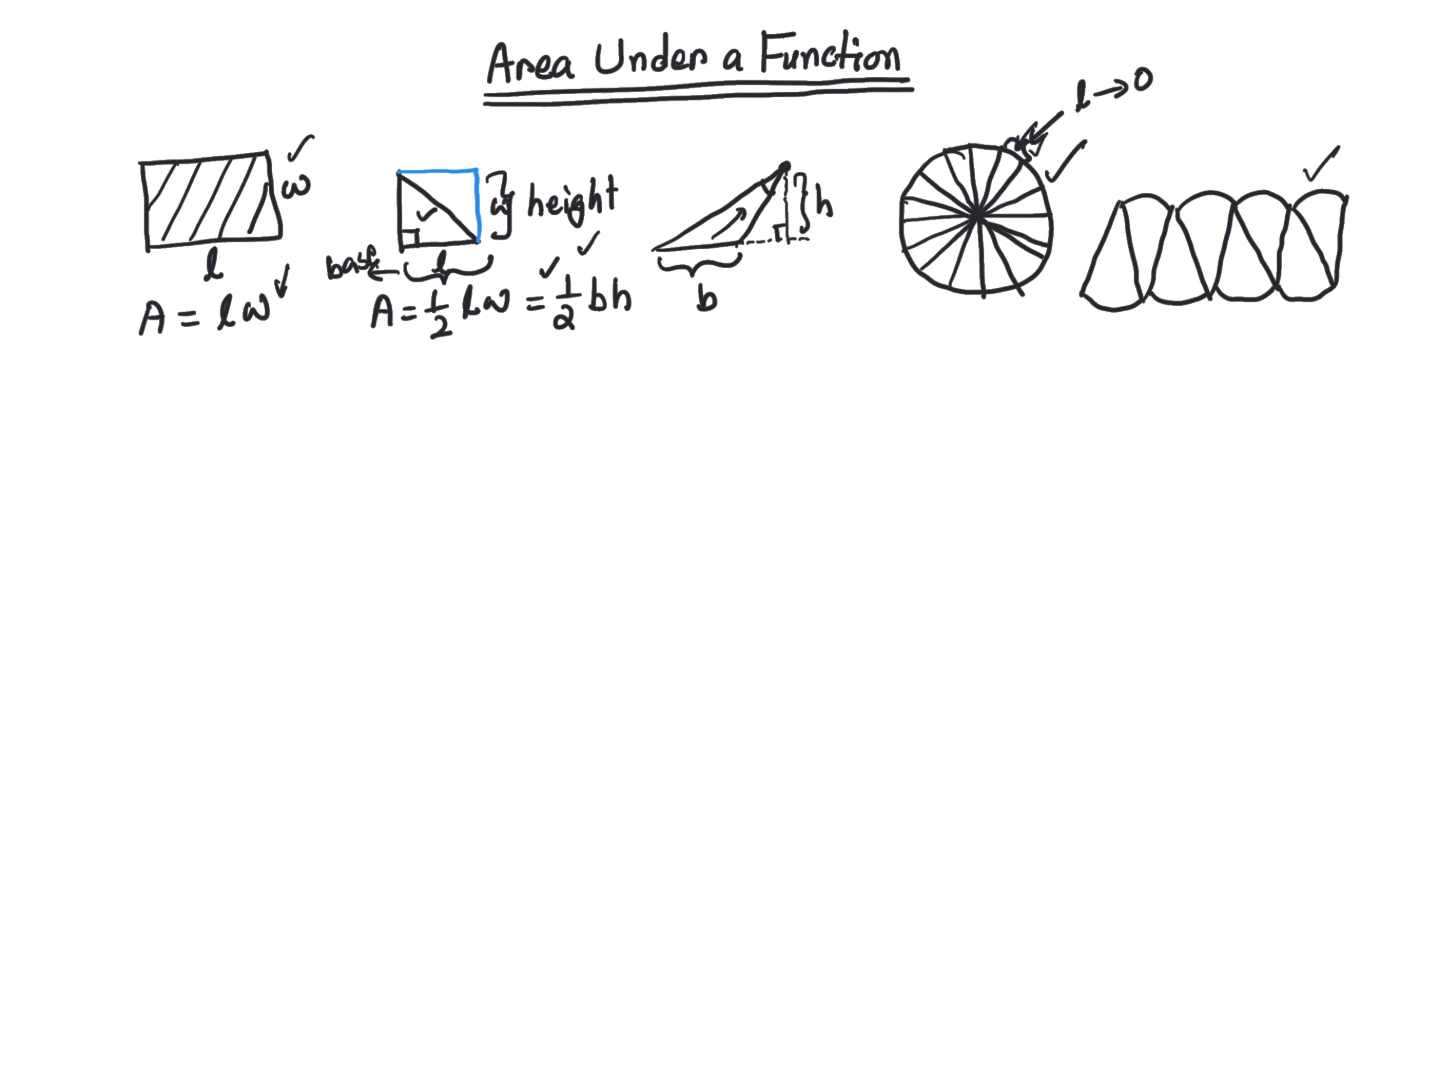 Area Under a Function
l → 0
w
w height
h
base
l
l
b
A = lw
A = 1/2 lw = 1/2 bh